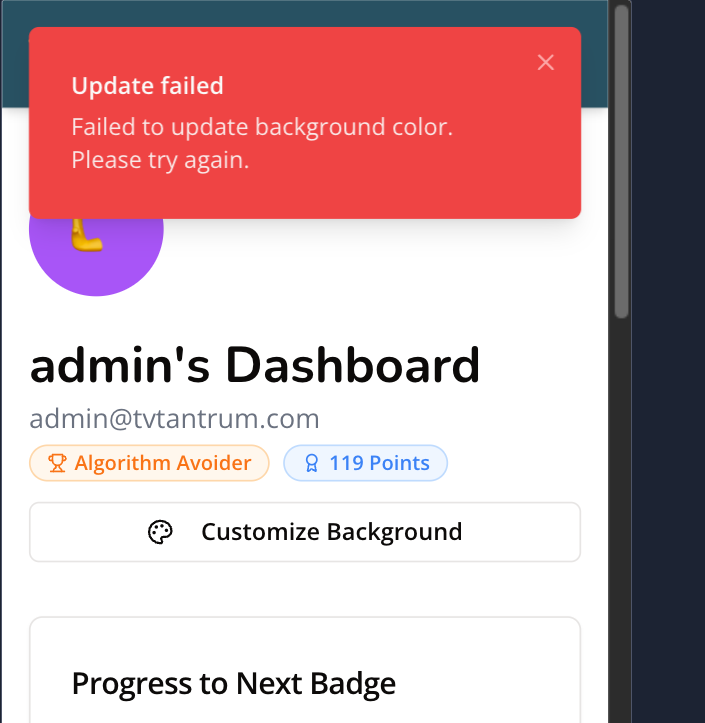 Update failed
Failed to update background color.
Please try again.
admin's Dashboard
admin@tvtantrum.com
Algorithm Avoider
119 Points
Customize Background
Progress to Next Badge